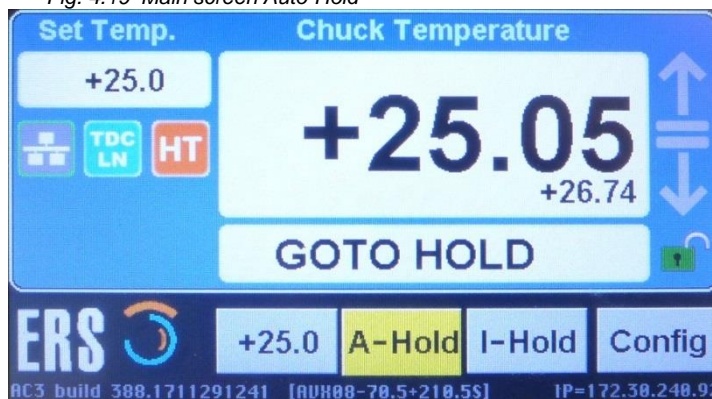 Fig. 4.19 Main screen Auto Hold
Set Temp.
Chuck Temperature
+25.0
+25.05
+26.74
TDC
LN
HT
GOTO HOLD
ERS
+25.0
A-Hold
I-Hold
Config
AC3 build 388.1711291241 [AUX08-70.5+210.5S] IP=172.30.240.93